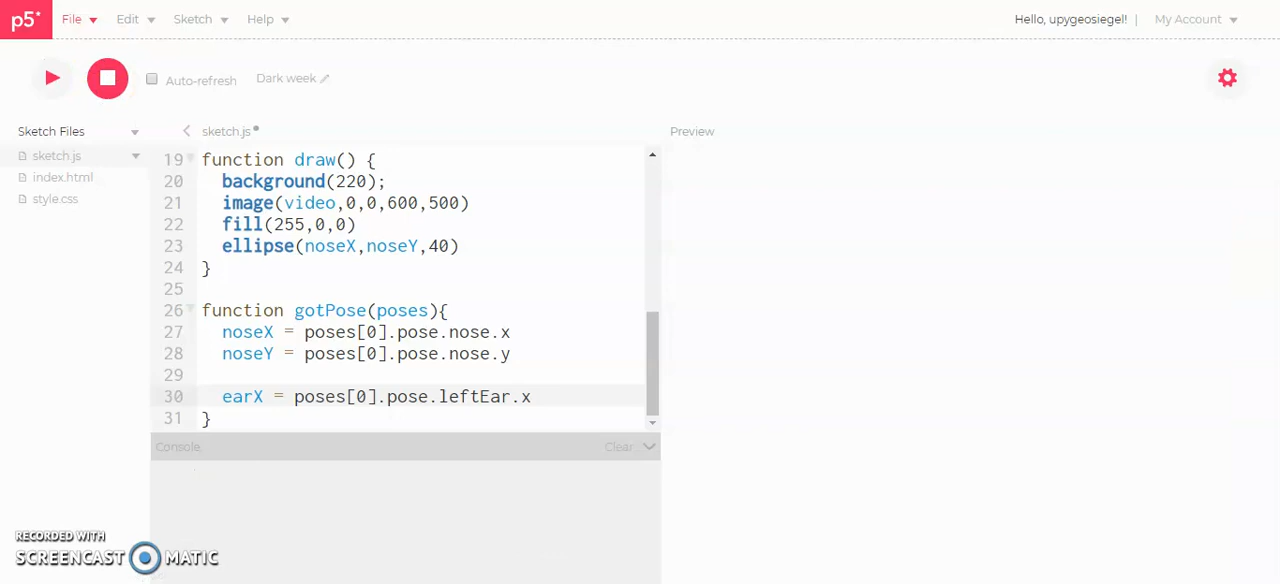 p5* File Edit Sketch Help Hello, upygeosiegel! | My Account
Auto-refresh Dark week
Sketch Files sketch.js Preview
sketch.js
index.html
style.css
19 function draw() {
20 background(220);
21 image(video,0,0,600,500)
22 fill(255,0,0)
23 ellipse(noseX,noseY,40)
24 }
25
26 function gotPose(poses){
27 noseX = poses[0].pose.nose.x
28 noseY = poses[0].pose.nose.y
29
30 earX = poses[0].pose.leftEar.x
31 }
Console Clear
RECORDED WITH
SCREENCAST MATIC